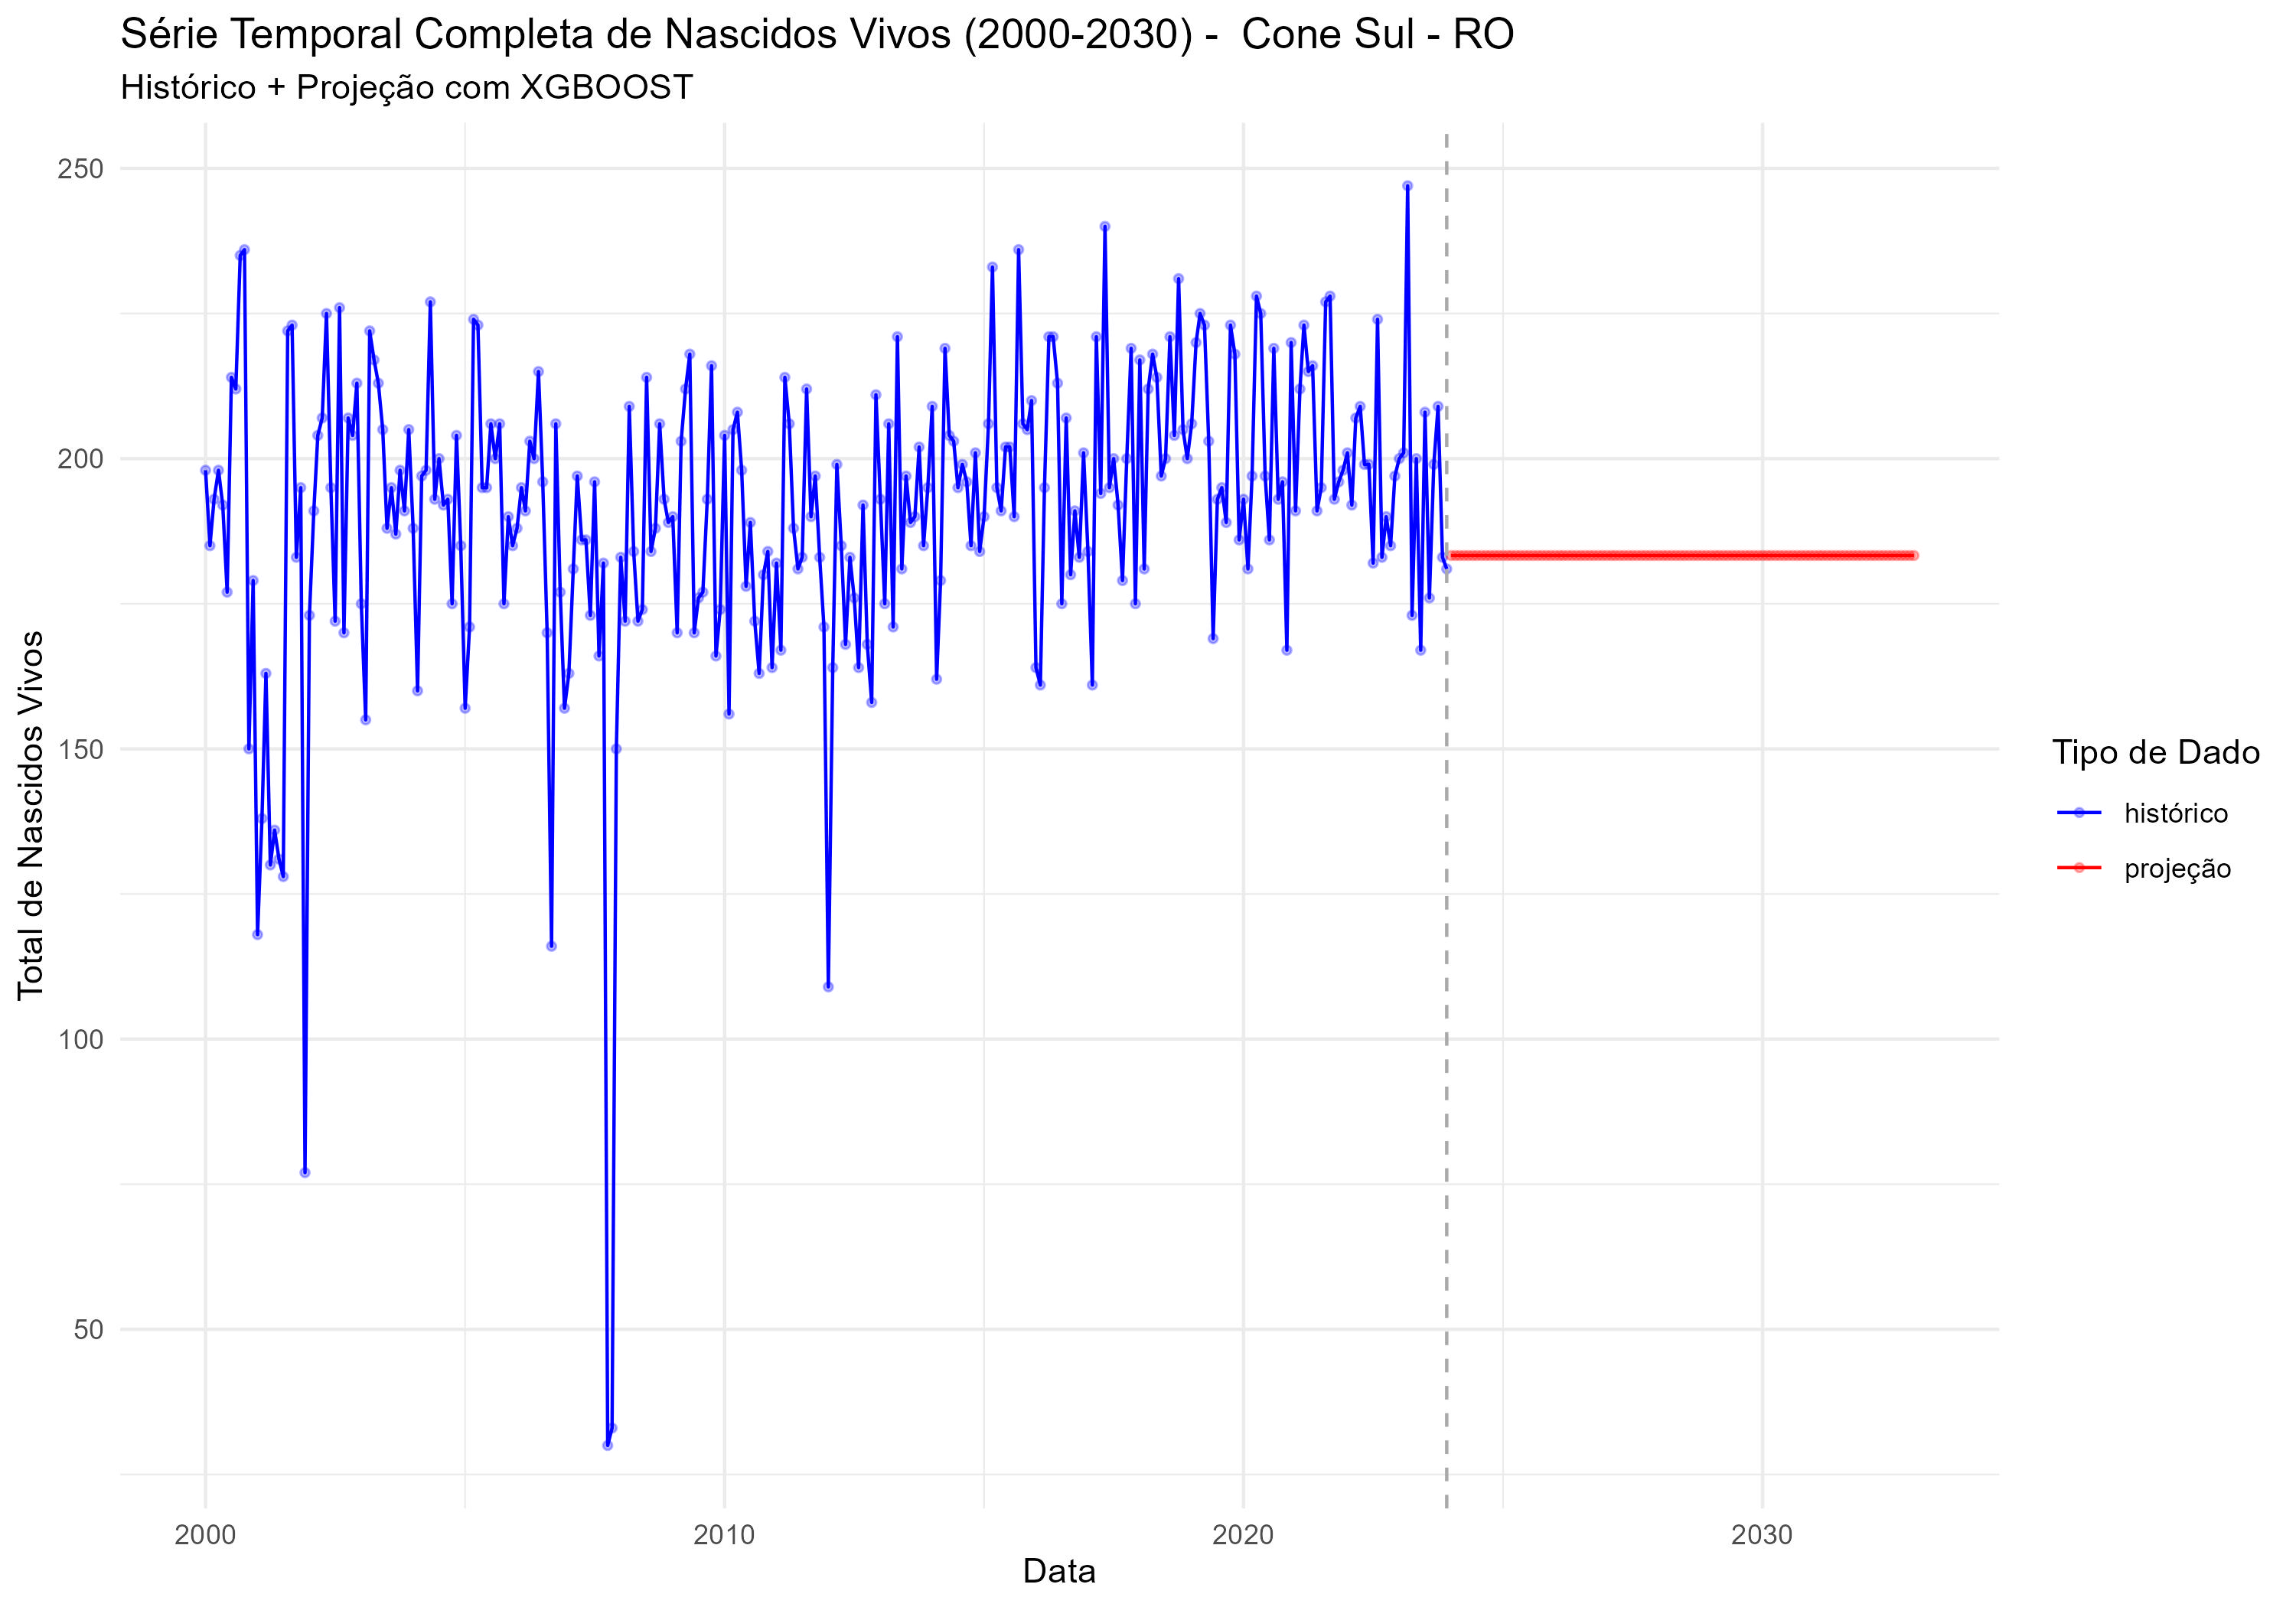 Série Temporal Completa de Nascidos Vivos (2000-2030) -  Cone Sul - RO
Histórico + Projeção com XGBOOST
Total de Nascidos Vivos
250
200
150
100
50
2000
2010
2020
2030
Data
Tipo de Dado
histórico
projeção